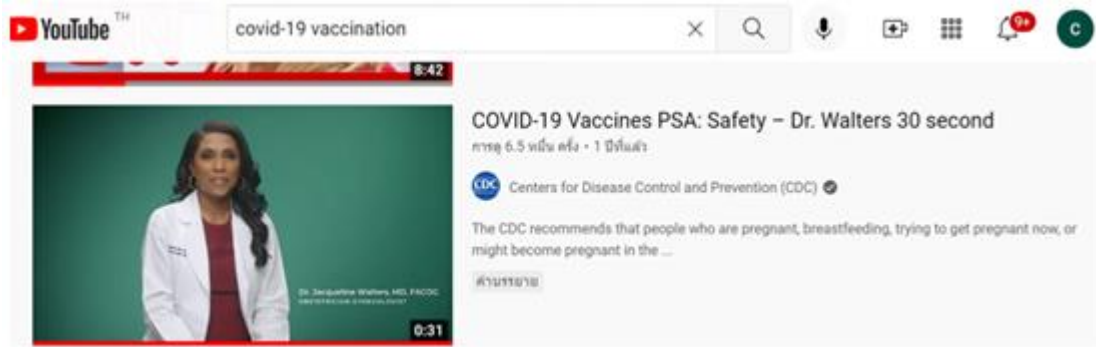 YouTube TH
covid-19 vaccination
9+
C
8:42
COVID-19 Vaccines PSA: Safety – Dr. Walters 30 second
การดู 6.5 หมื่น ครั้ง • 1 ปีที่แล้ว
CDC Centers for Disease Control and Prevention (CDC)
The CDC recommends that people who are pregnant, breastfeeding, trying to get pregnant now, or
might become pregnant in the ...
คำบรรยาย
Dr. Jacqueline Walters, MD, FACOG
OBSTETRICIAN GYNECOLOGIST
0:31